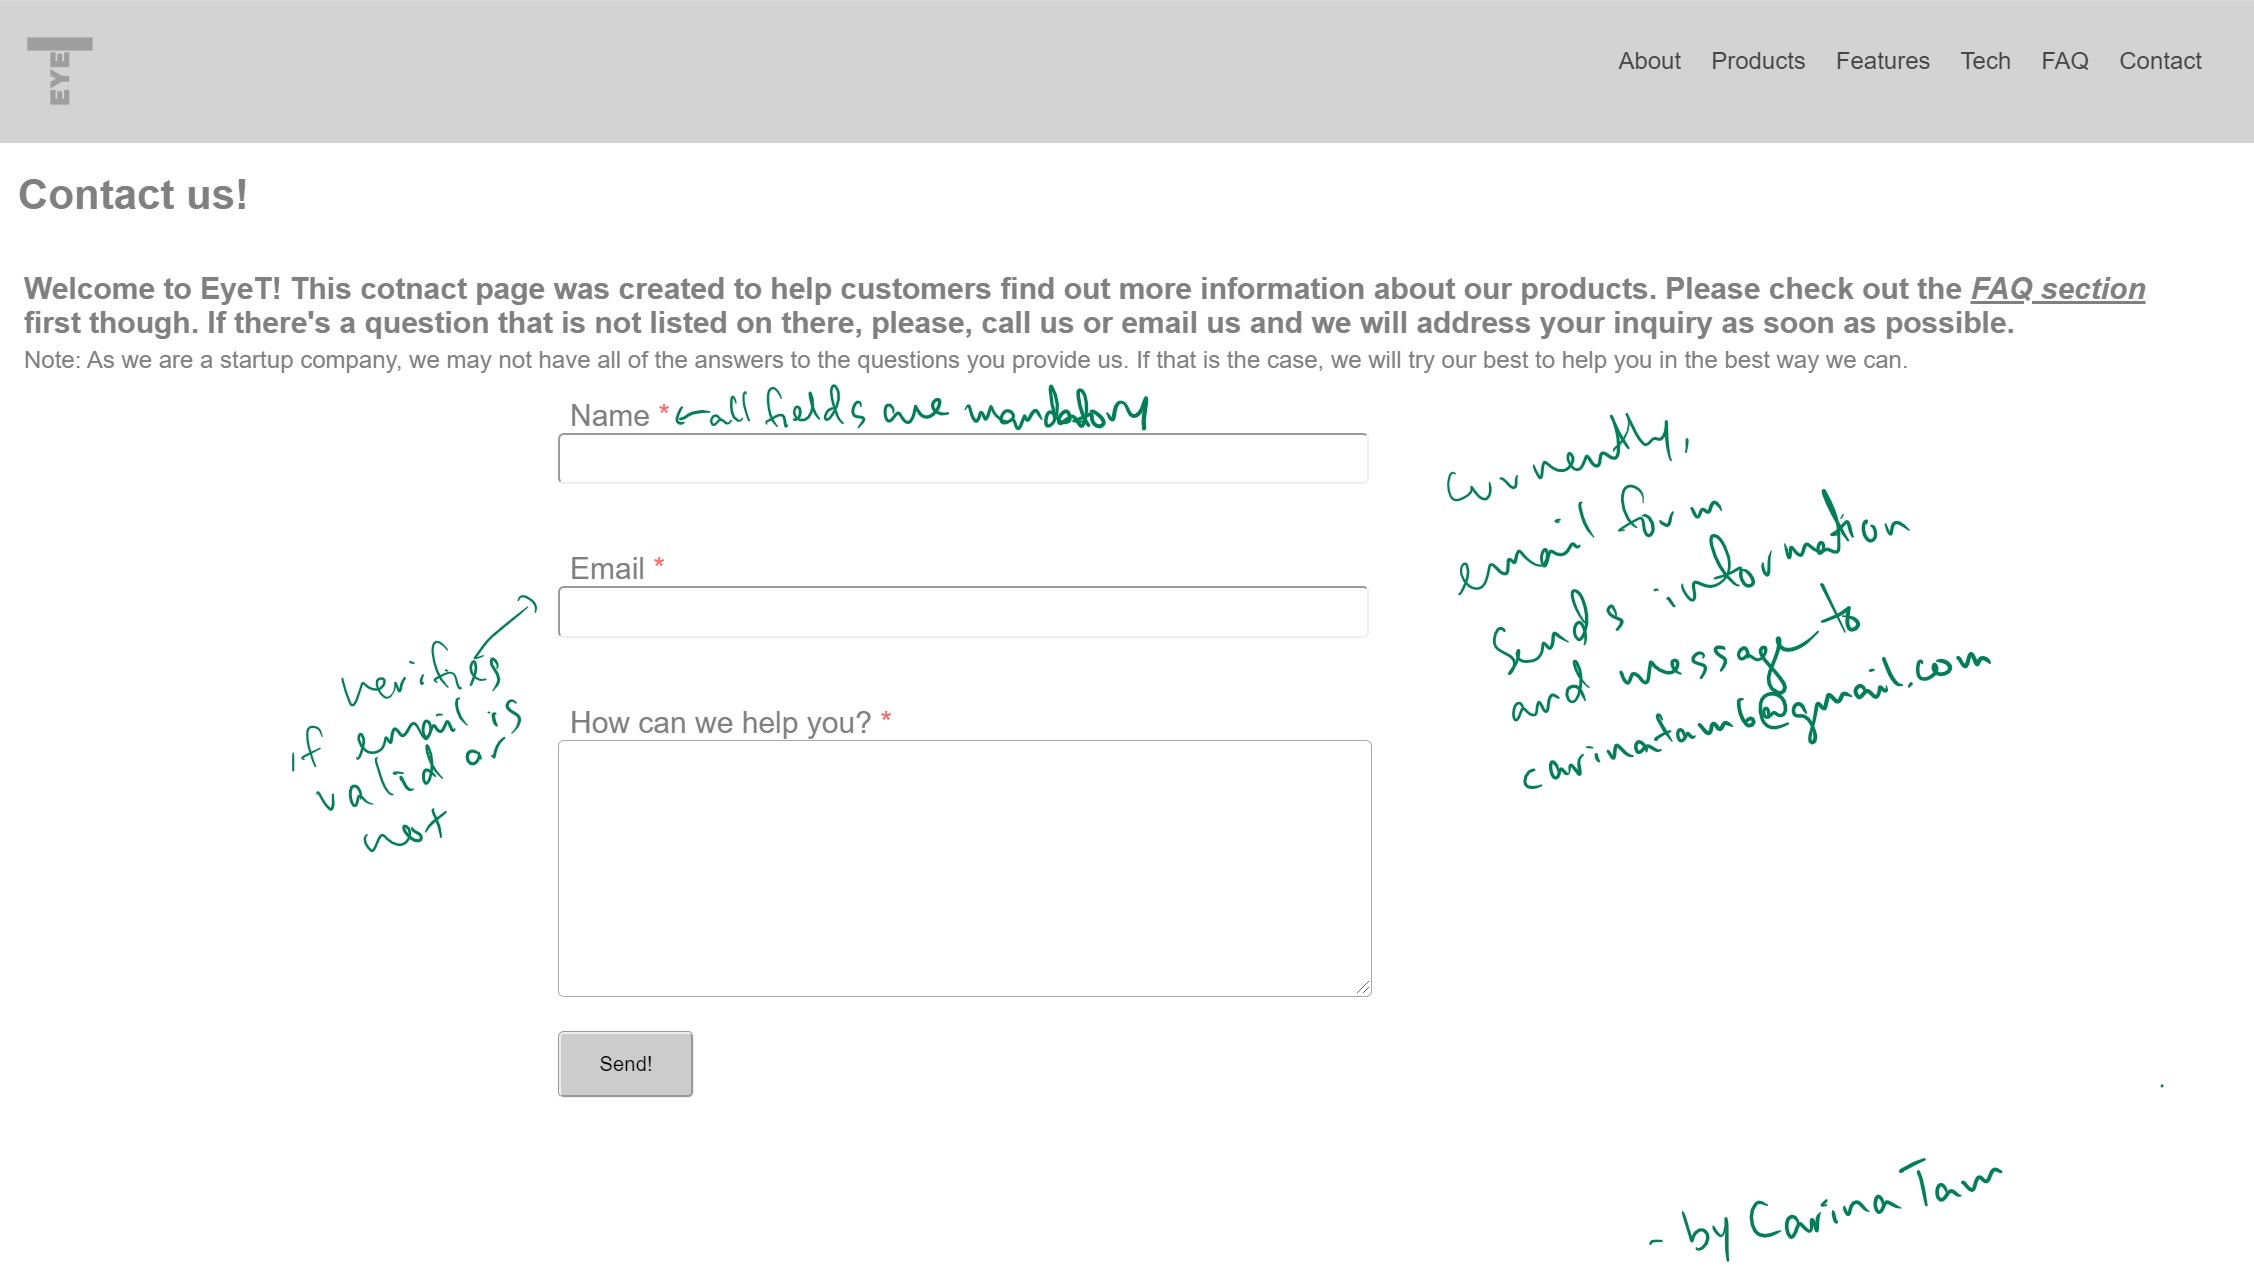 EYET
About Products Features Tech FAQ Contact
Contact us!
Welcome to EyeT! This cotnact page was created to help customers find out more information about our products. Please check out the FAQ section
first though. If there's a question that is not listed on there, please, call us or email us and we will address your inquiry as soon as possible.
Note: As we are a startup company, we may not have all of the answers to the questions you provide us. If that is the case, we will try our best to help you in the best way we can.
Name * ← all fields are mandatory
Email *
verifies
if email is
valid or
not
How can we help you? *
Send!
Currently,
email form
sends information
and message to
carinatam6@gmail.com
- by Carina Tam